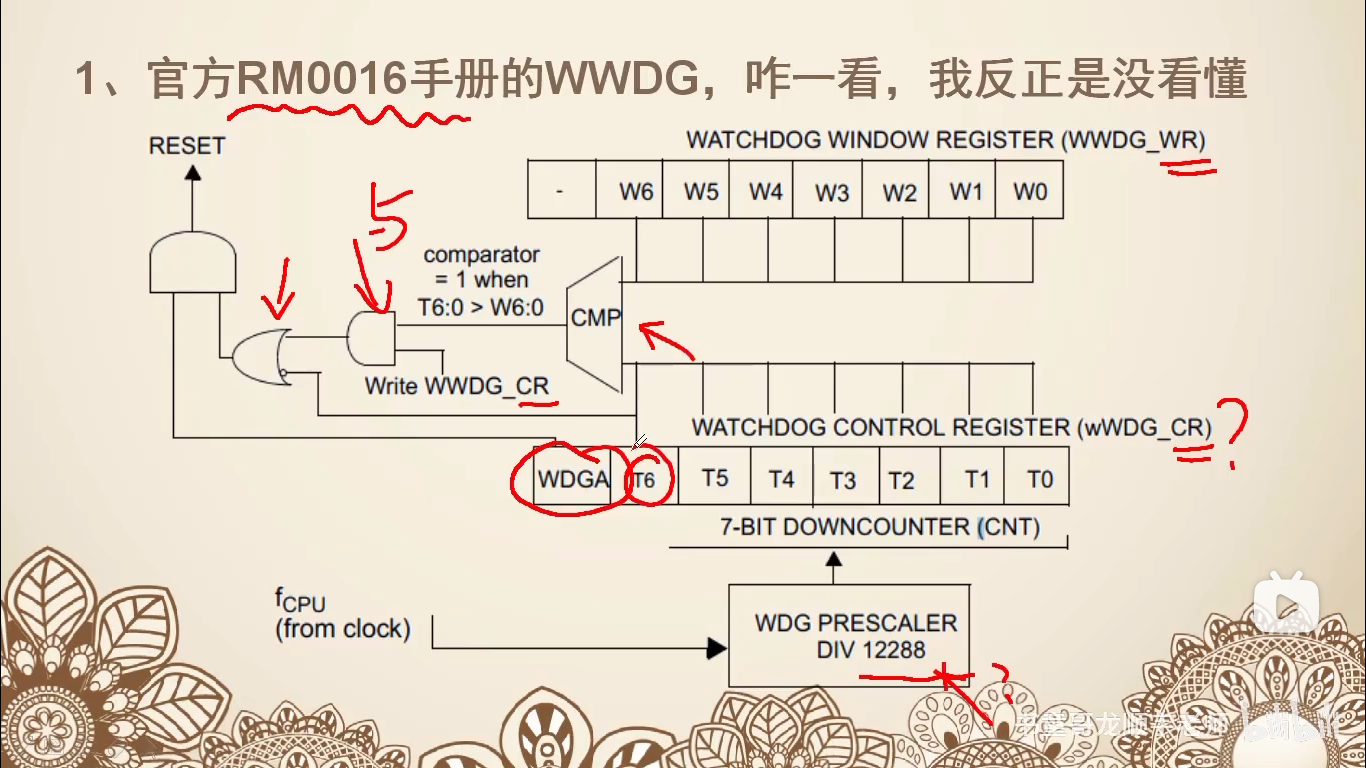 1、官方RM0016手册的WWDG，咋一看，我反正是没看懂
RESET
WATCHDOG WINDOW REGISTER (WWDG_WR)
- W6 W5 W4 W3 W2 W1 W0
5
comparator
= 1 when
T6:0 > W6:0
CMP
Write WWDG_CR
WATCHDOG CONTROL REGISTER (wWDG_CR) ?
WDGA T6 T5 T4 T3 T2 T1 T0
7-BIT DOWNCOUNTER (CNT)
fCPU
(from clock)
WDG PRESCALER
DIV 12288
?
bilibili